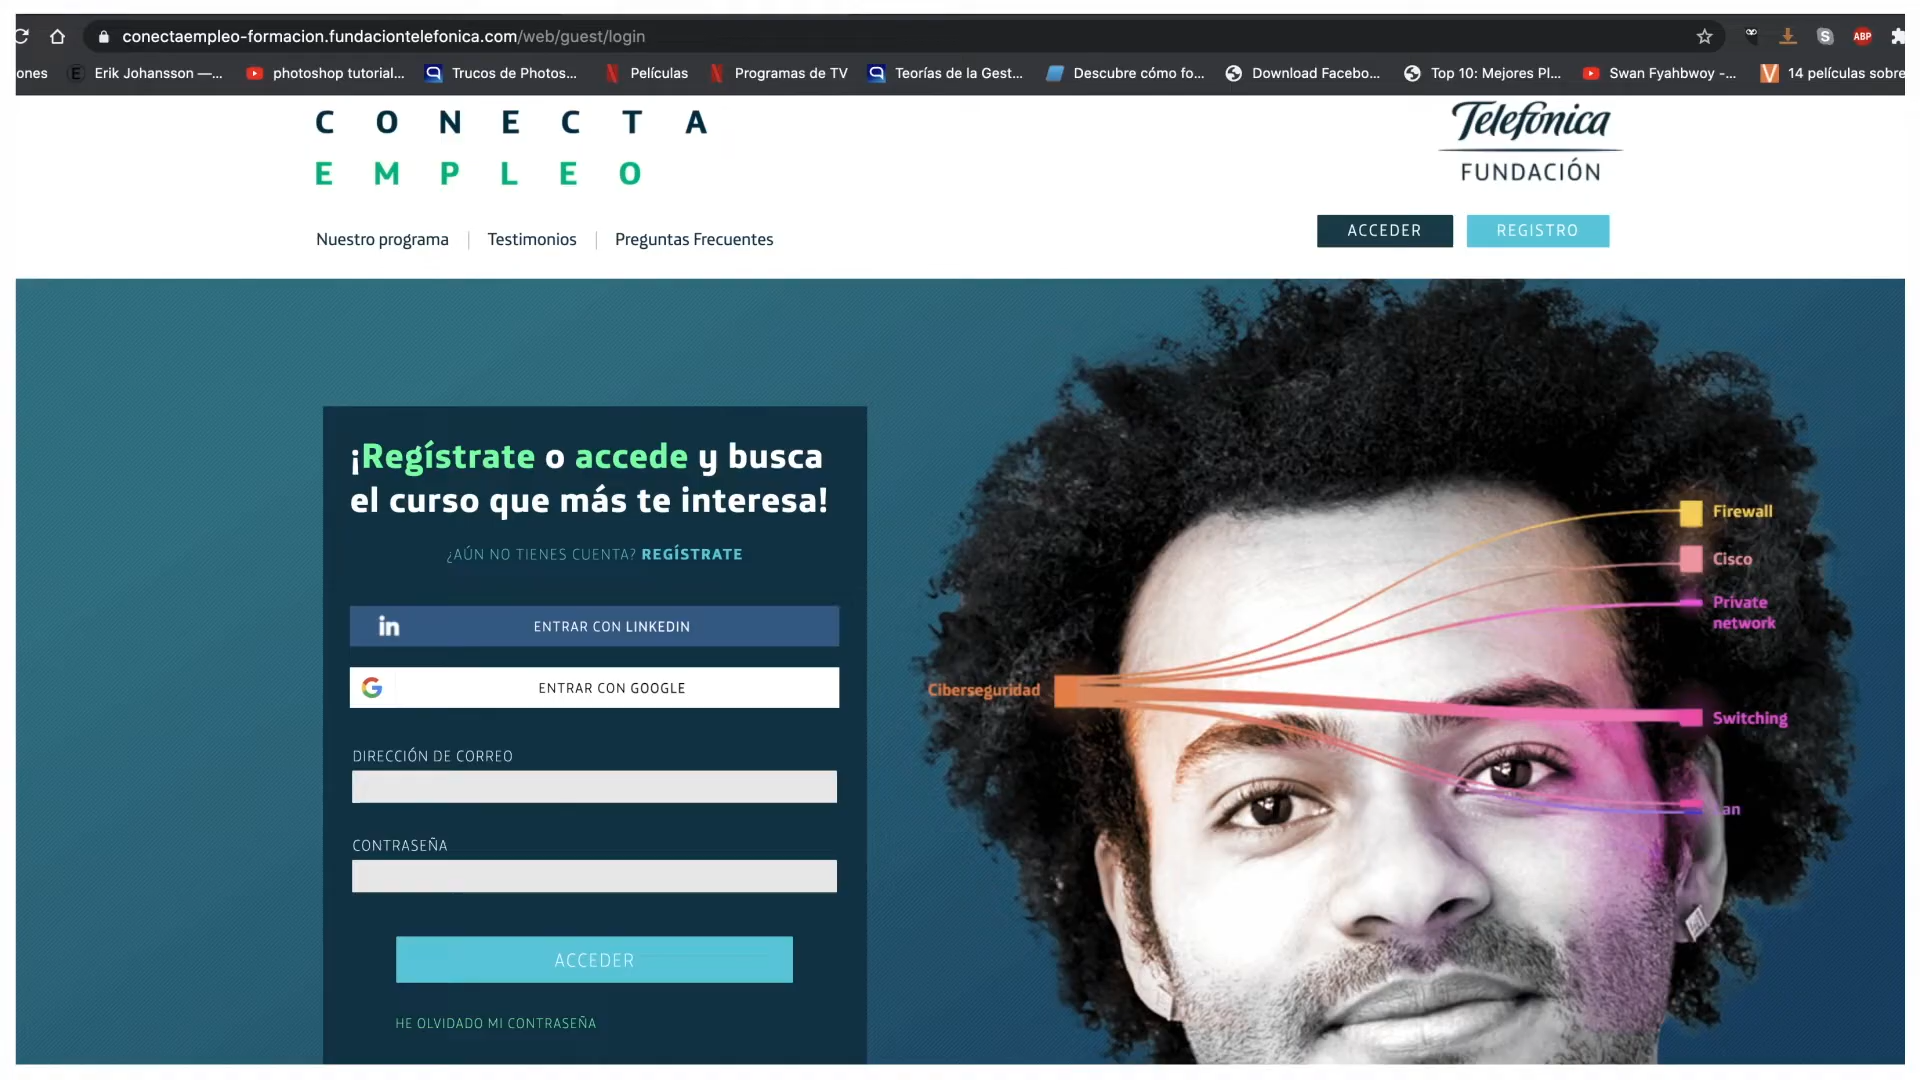 conectaempleo-formacion.fundaciontelefonica.com/web/guest/login
ABP
ones Erik Johansson —... photoshop tutorial... Trucos de Photos... Películas Programas de TV Teorías de la Gest... Descubre cómo fo... Download Facebo... Top 10: Mejores Pl... Swan Fyahbwoy -... 14 películas sobre
CONECTA
EMPLEO
Telefónica
FUNDACIÓN
Nuestro programa | Testimonios | Preguntas Frecuentes
ACCEDER REGISTRO
¡Regístrate o accede y busca
el curso que más te interesa!
¿AÚN NO TIENES CUENTA? REGÍSTRATE
in ENTRAR CON LINKEDIN
G ENTRAR CON GOOGLE
DIRECCIÓN DE CORREO
CONTRASEÑA
ACCEDER
HE OLVIDADO MI CONTRASEÑA
Firewall
Cisco
Private
network
Ciberseguridad
Switching